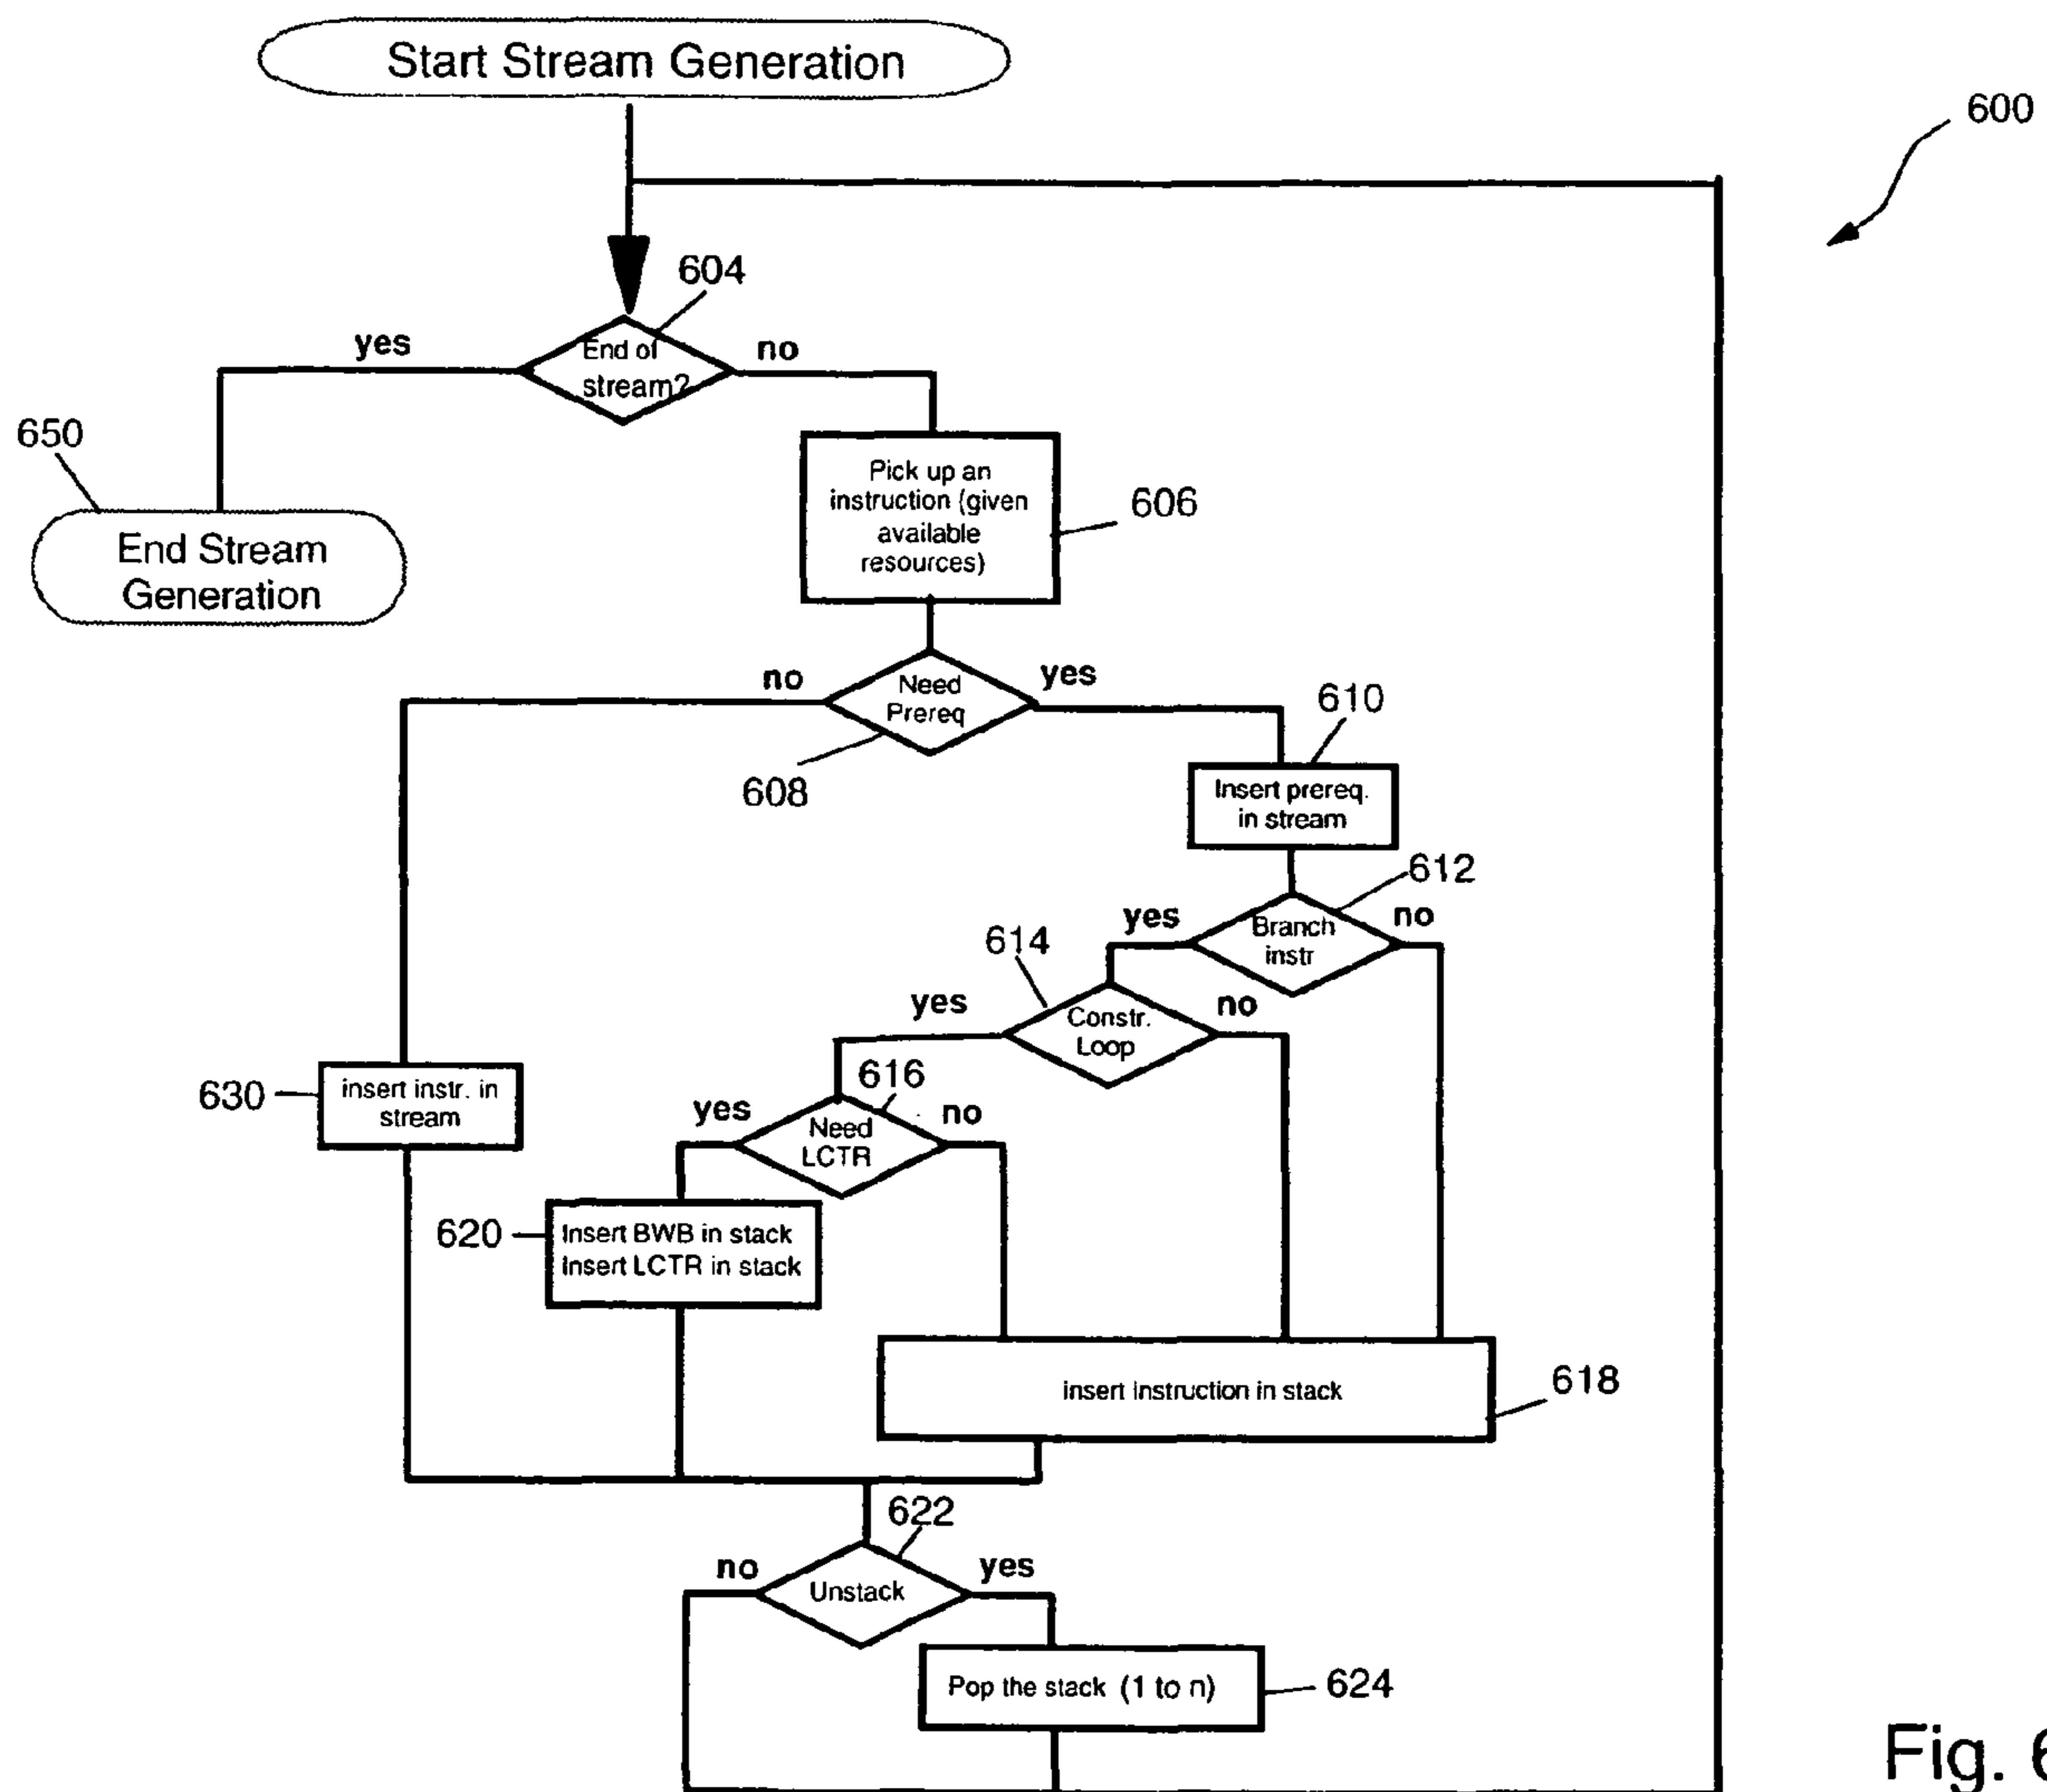 Start Stream Generation
600
604
yes
End of
stream?
no
650
End Stream
Generation
Pick up an
instruction (given
available
resources)
606
no
Need
Prereq
yes
608
610
Insert prereq.
in stream
612
yes
Branch
instr
no
614
yes
Constr.
Loop
no
616
630
insert instr. in
stream
yes
Need
LCTR
no
620
Insert BWB in stack
Insert LCTR in stack
insert Instruction in stack
618
622
no
Unstack
yes
Pop the stack (1 to n)
624
Fig. 6